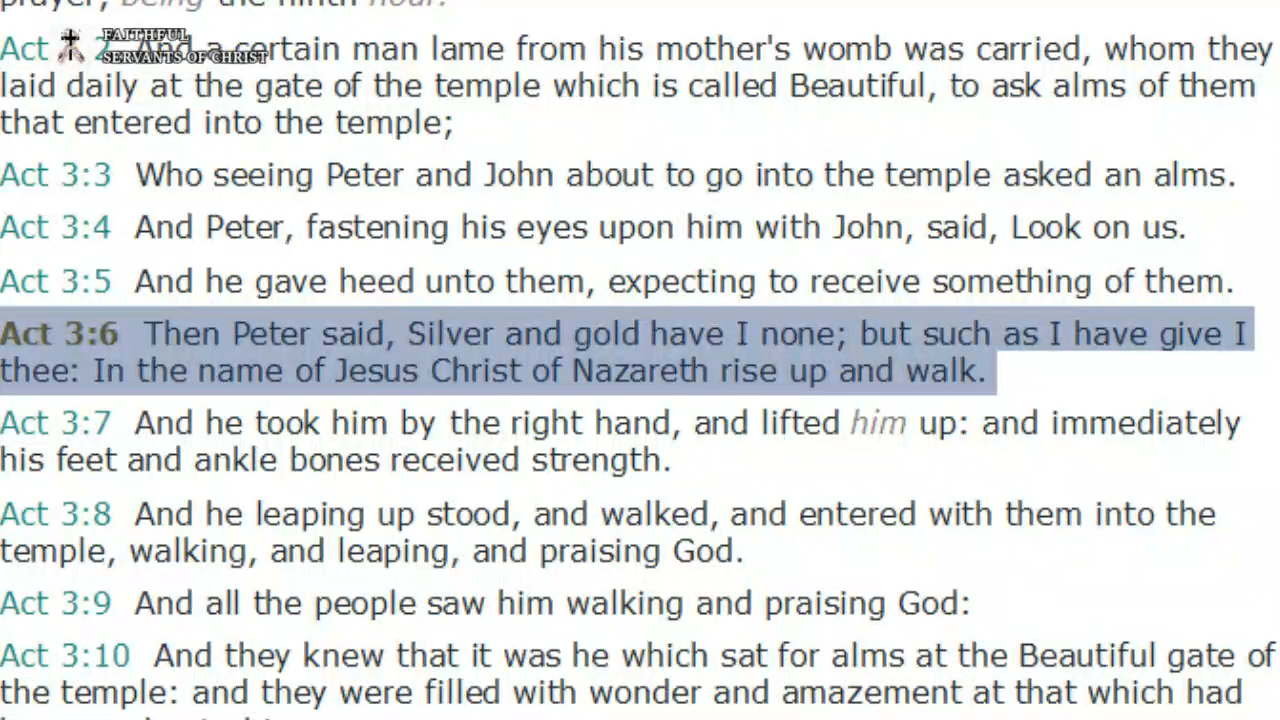 prayer, being the ninth hour.
FAITHFUL
SERVANTS OF CHRIST
Act 2 And a certain man lame from his mother's womb was carried, whom they
laid daily at the gate of the temple which is called Beautiful, to ask alms of them
that entered into the temple;
Act 3:3 Who seeing Peter and John about to go into the temple asked an alms.
Act 3:4 And Peter, fastening his eyes upon him with John, said, Look on us.
Act 3:5 And he gave heed unto them, expecting to receive something of them.
Act 3:6 Then Peter said, Silver and gold have I none; but such as I have give I
thee: In the name of Jesus Christ of Nazareth rise up and walk.
Act 3:7 And he took him by the right hand, and lifted him up: and immediately
his feet and ankle bones received strength.
Act 3:8 And he leaping up stood, and walked, and entered with them into the
temple, walking, and leaping, and praising God.
Act 3:9 And all the people saw him walking and praising God:
Act 3:10 And they knew that it was he which sat for alms at the Beautiful gate of
the temple: and they were filled with wonder and amazement at that which had